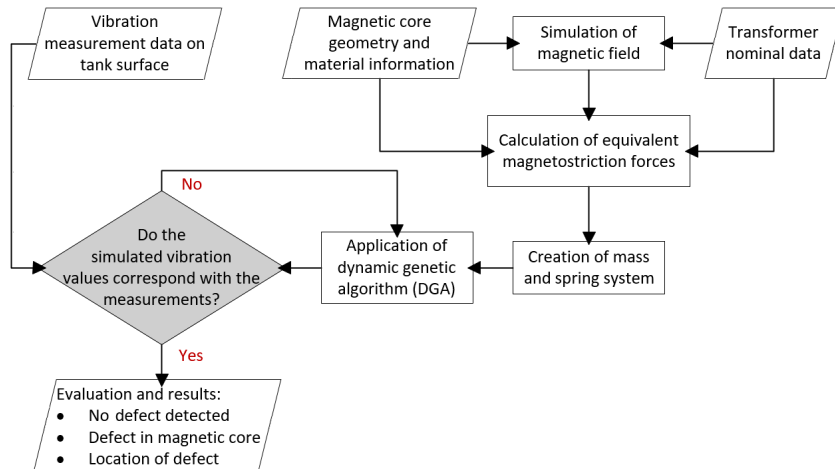 Vibration
measurement data on
tank surface
Magnetic core
geometry and
material information
Simulation of
magnetic field
Transformer
nominal data
Calculation of equivalent
magnetostriction forces
No
Do the
simulated vibration
values correspond with the
measurements?
Application of
dynamic genetic
algorithm (DGA)
Creation of mass
and spring system
Yes
Evaluation and results:
• No defect detected
• Defect in magnetic core
• Location of defect